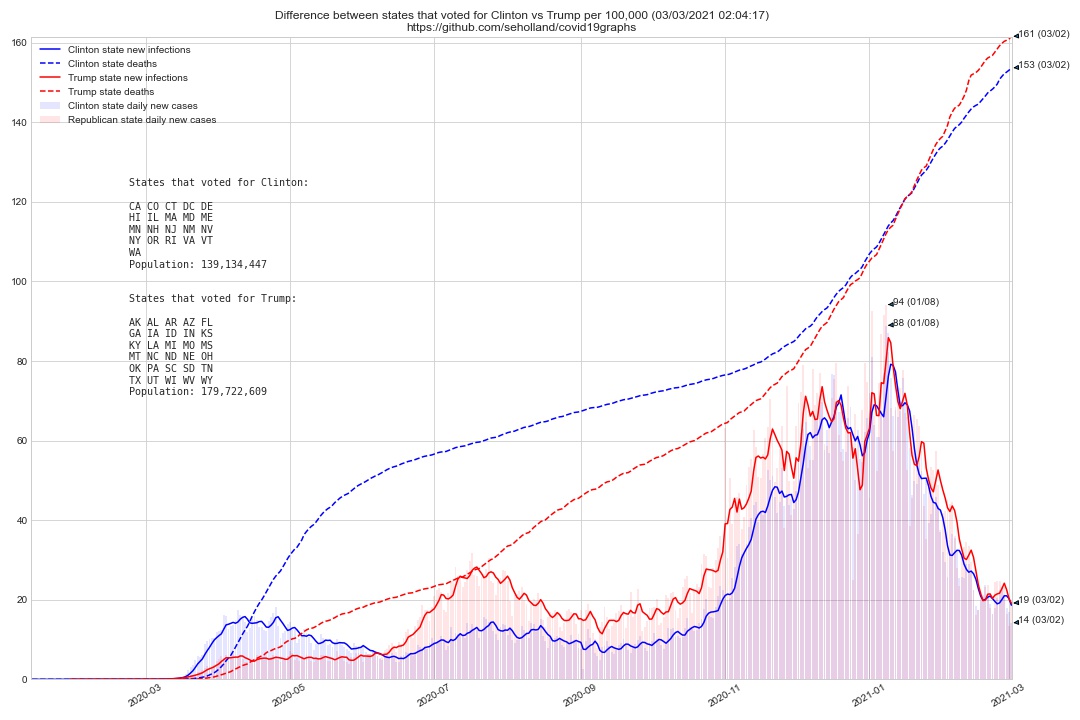 Difference between states that voted for Clinton vs Trump per 100,000 (03/03/2021 02:04:17)
https://github.com/seholland/covid19graphs
161 (03/02)
153 (03/02)
Clinton state new infections
Clinton state deaths
Trump state new infections
Trump state deaths
Clinton state daily new cases
Republican state daily new cases
States that voted for Clinton:
CA CO CT DC DE
HI IL MA MD ME
MN NH NJ NM NV
NY OR RI VA VT
WA
Population: 139,134,447
States that voted for Trump:
AK AL AR AZ FL
GA IA ID IN KS
KY LA MI MO MS
MT NC ND NE OH
OK PA SC SD TN
TX UT WI WV WY
Population: 179,722,609
94 (01/08)
88 (01/08)
19 (03/02)
14 (03/02)
160
140
120
100
80
60
40
20
0
2020-03
2020-05
2020-07
2020-09
2020-11
2021-01
2021-03